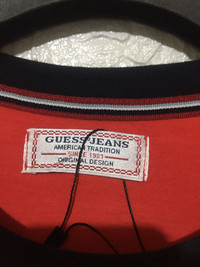 GUESS JEANS
AMERICAN TRADITION
SINCE 1981
ORIGINAL DESIGN